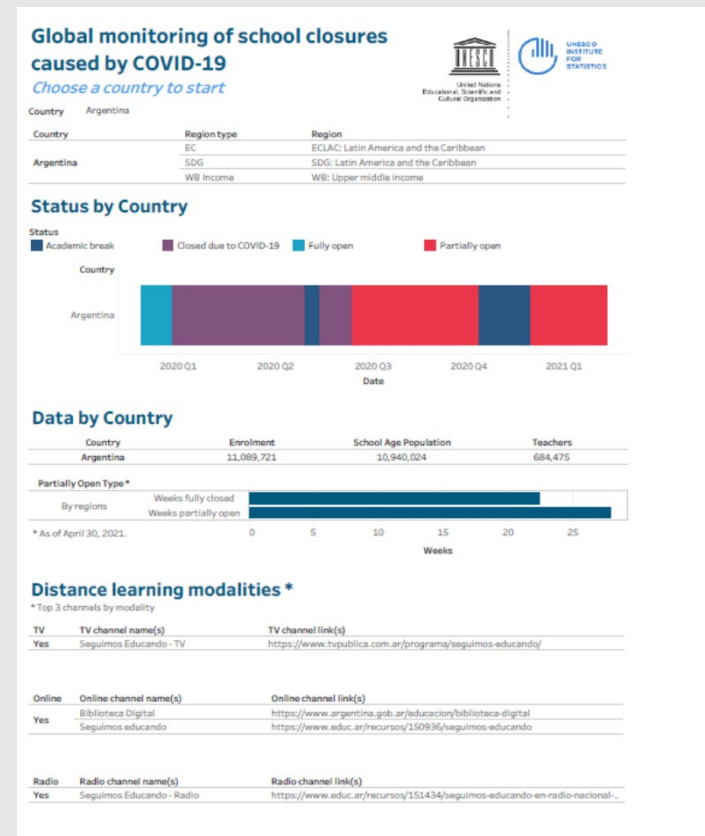 Global monitoring of school closures
caused by COVID-19
Choose a country to start
UNESCO
United Nations
Educational, Scientific and
Cultural Organization
UNESCO
INSTITUTE
FOR
STATISTICS
Country Argentina
Country Region type Region
EC ECLAC: Latin America and the Caribbean
Argentina SDG SDG: Latin America and the Caribbean
WB Income WB: Upper middle income
Status by Country
Status
Academic break Closed due to COVID-19 Fully open Partially open
Country
Argentina
2020 Q1 2020 Q2 2020 Q3 2020 Q4 2021 Q1
Date
Data by Country
Country Enrolment School Age Population Teachers
Argentina 11,089,721 10,940,024 684,475
Partially Open Type *
By regions Weeks fully closed
Weeks partially open
* As of April 30, 2021. 0 5 10 15 20 25
Weeks
Distance learning modalities *
* Top 3 channels by modality
TV TV channel name(s) TV channel link(s)
Yes Seguimos Educando - TV https://www.tvpublica.com.ar/programa/seguimos-educando/
Online Online channel name(s) Online channel link(s)
Yes Biblioteca Digital https://www.argentina.gob.ar/educacion/biblioteca-digital
Seguimos educando https://www.educ.ar/recursos/150936/seguimos-educando
Radio Radio channel name(s) Radio channel link(s)
Yes Seguimos Educando - Radio https://www.educ.ar/recursos/151434/seguimos-educando-en-radio-nacional-..